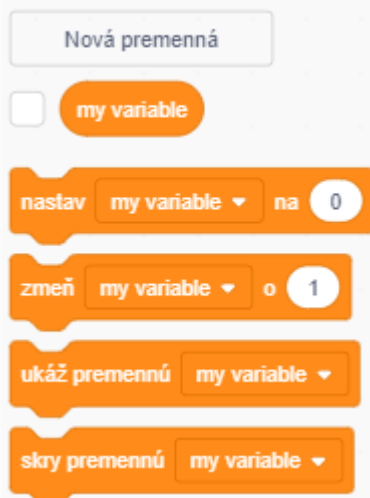 Nová premenná
my variable
nastav my variable na 0
zmeň my variable o 1
ukáž premennú my variable
skry premennú my variable